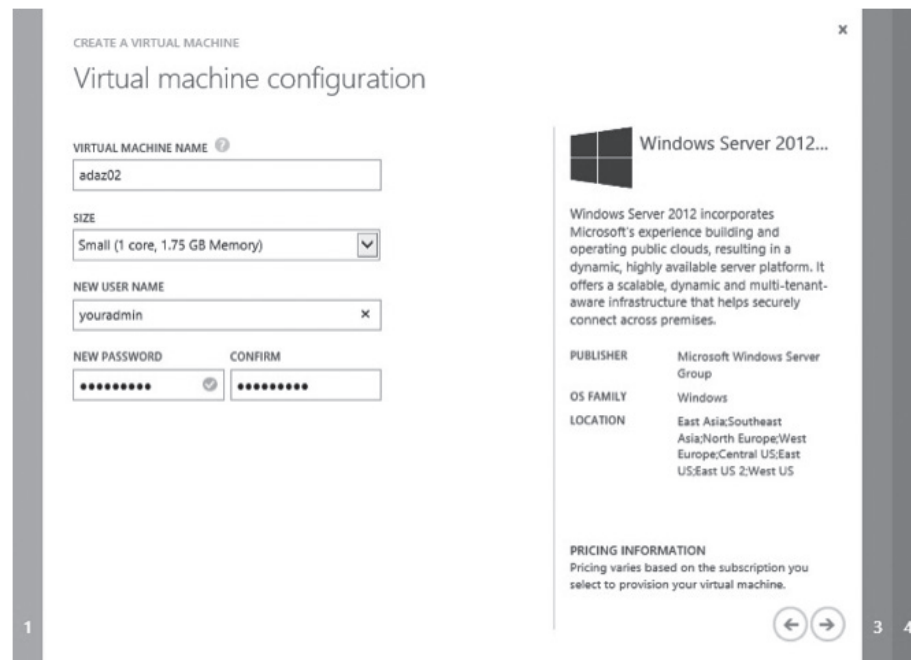 CREATE A VIRTUAL MACHINE
Virtual machine configuration
VIRTUAL MACHINE NAME
adaz02
SIZE
Small (1 core, 1.75 GB Memory)
NEW USER NAME
youradmin
NEW PASSWORD CONFIRM
Windows Server 2012...
Windows Server 2012 incorporates
Microsoft's experience building and
operating public clouds, resulting in a
dynamic, highly available server platform. It
offers a scalable, dynamic and multi-tenant-
aware infrastructure that helps securely
connect across premises.
PUBLISHER Microsoft Windows Server
Group
OS FAMILY Windows
LOCATION East Asia;Southeast
Asia;North Europe;West
Europe;Central US;East
US;East US 2;West US
PRICING INFORMATION
Pricing varies based on the subscription you
select to provision your virtual machine.
1
3 4